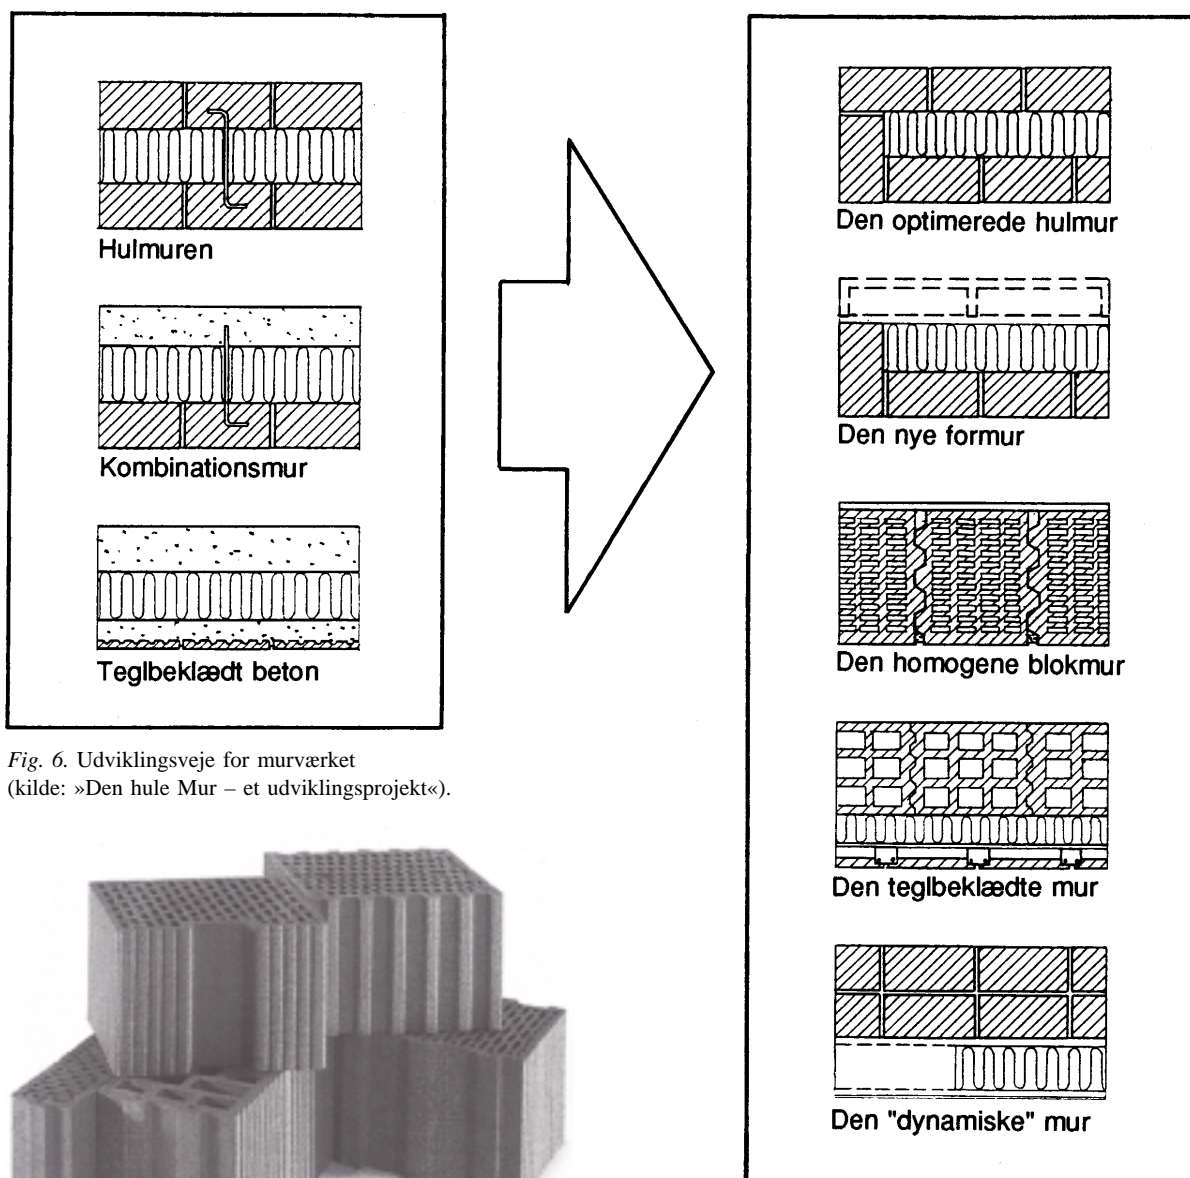 Hulmuren
Kombinationsmur
Teglbeklædt beton
Fig. 6. Udviklingsveje for murværket
(kilde: »Den hule Mur – et udviklingsprojekt«).
Den optimerede hulmur
Den nye formur
Den homogene blokmur
Den teglbeklædte mur
Den "dynamiske" mur